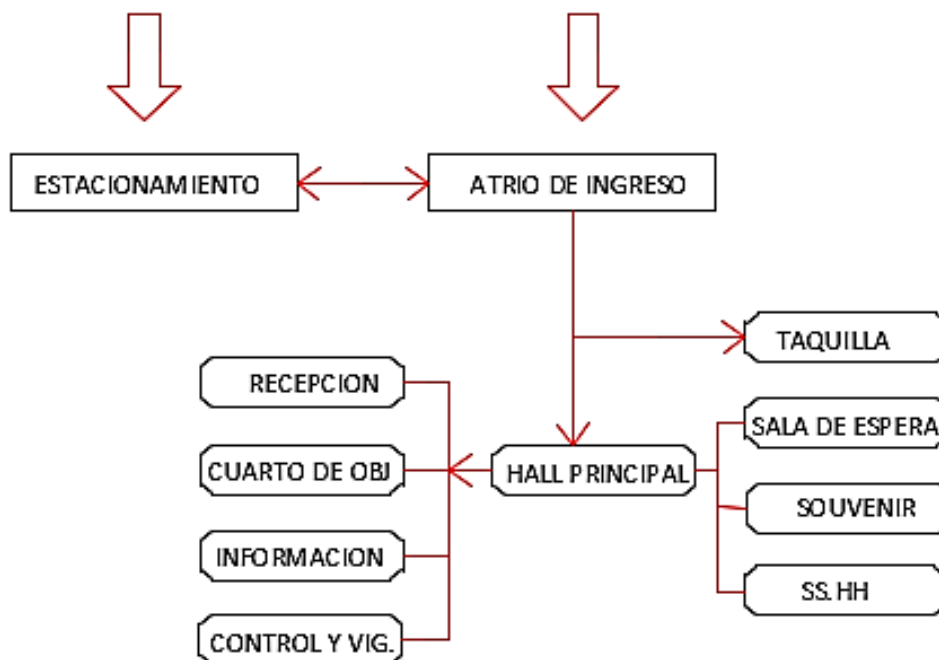 ESTACIONAMIENTO
ATRIO DE INGRESO
TAQUILLA
RECEPCION
SALA DE ESPERA
CUARTO DE OBJ
HALL PRINCIPAL
SOUVENIR
INFORMACION
SS.HH
CONTROL Y VIG.